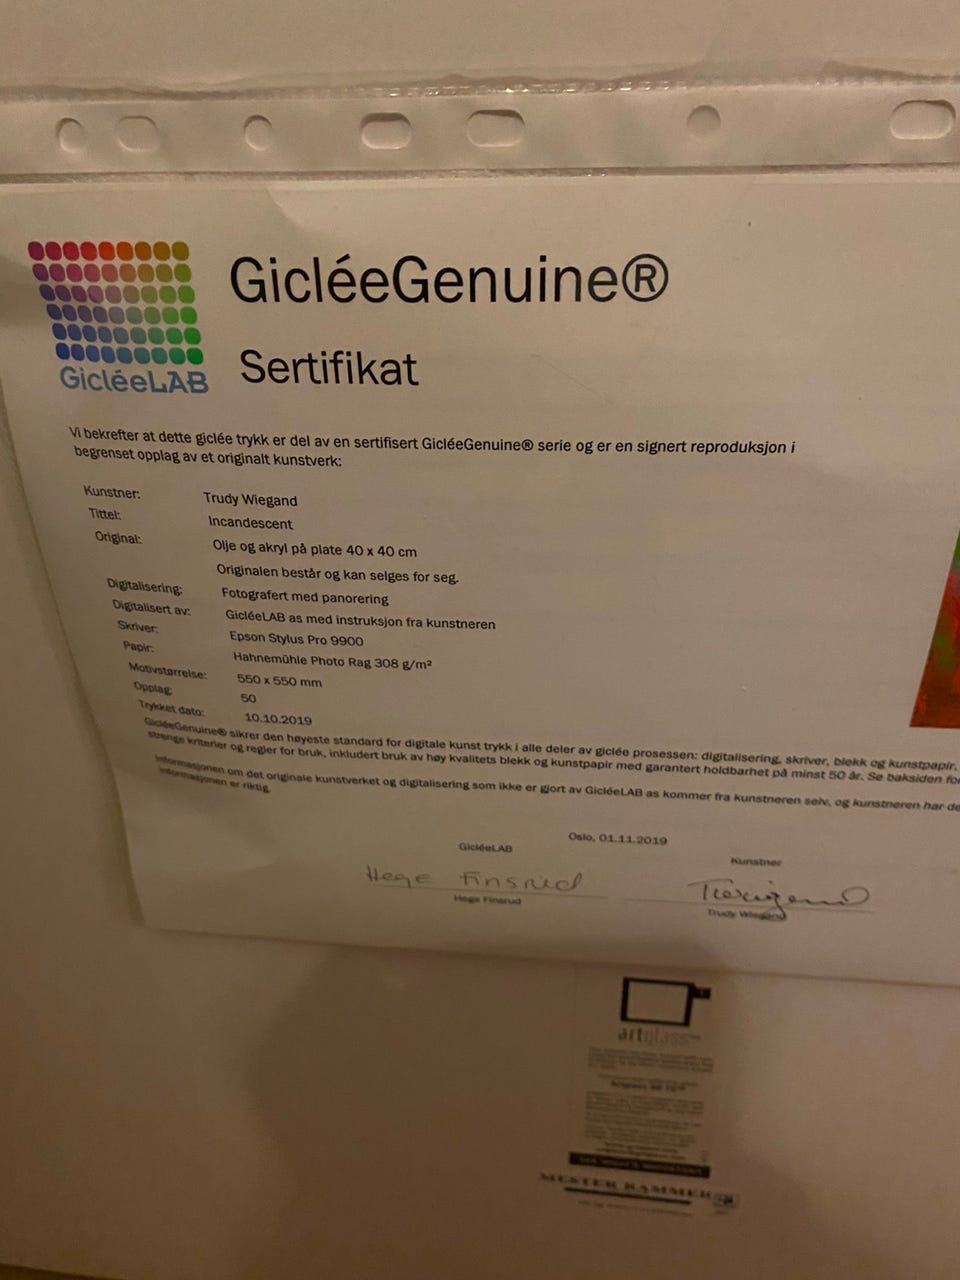 GicléeGenuine®
GicléeLAB
Sertifikat
Vi bekrefter at dette giclée trykk er del av en sertifisert GicléeGenuine® serie og er en signert reproduksjon i
begrenset opplag av et originalt kunstverk:
Kunstner: Trudy Wiegand
Tittel: Incandescent
Original: Olje og akryl på plate 40 x 40 cm
Originalen består og kan selges for seg.
Digitalisering: Fotografert med panorering
Digitalisert av: GicléeLAB as med instruksjon fra kunstneren
Skriver: Epson Stylus Pro 9900
Papir: Hahnemühle Photo Rag 308 g/m²
Motivstørrelse: 550 x 550 mm
Opplag: 50
Trykket dato: 10.10.2019
GicléeGenuine® sikrer den høyeste standard for digitale kunst trykk i alle deler av giclée prosessen: digitalisering, skriver, blekk og kunstpapir,
strenge kriterier og regler for bruk, inkludert bruk av høy kvalitets blekk og kunstpapir med garantert holdbarhet på minst 50 år. Se baksiden for
Informasjonen om det originale kunstverket og digitalisering som ikke er gjort av GicléeLAB as kommer fra kunstneren selv, og kunstneren har de
informasjonen er riktig.
Oslo, 01.11.2019
GicléeLAB Kunstner
Hege Finsrud
Hege Finsrud Trudy Wiegand
artglass™
MESTER RAMMER